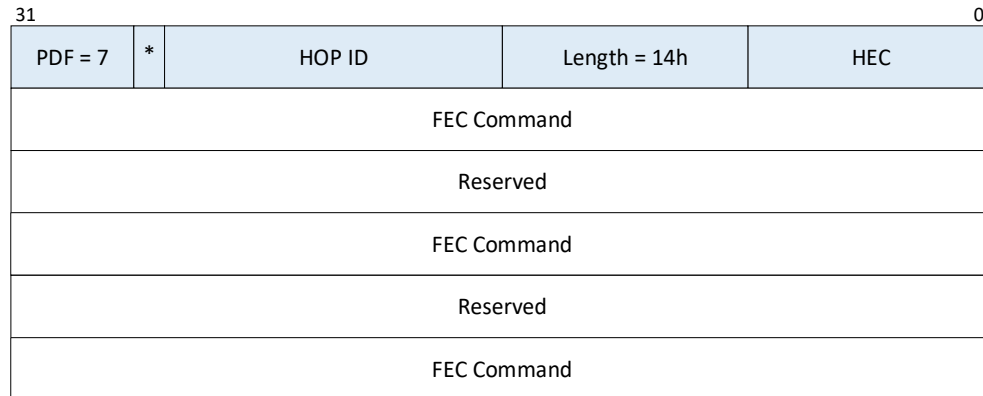 31 0
PDF = 7 * HOP ID Length = 14h HEC
FEC Command
Reserved
FEC Command
Reserved
FEC Command